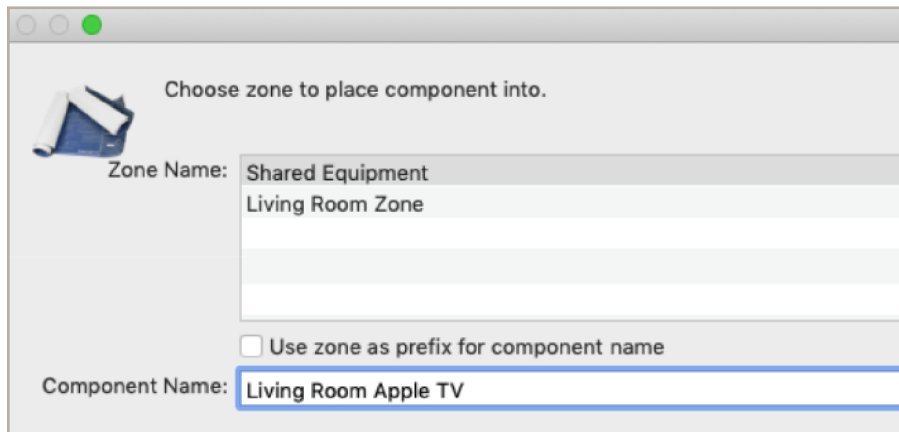 Choose zone to place component into.
Zone Name:
Shared Equipment
Living Room Zone
Use zone as prefix for component name
Component Name:
Living Room Apple TV